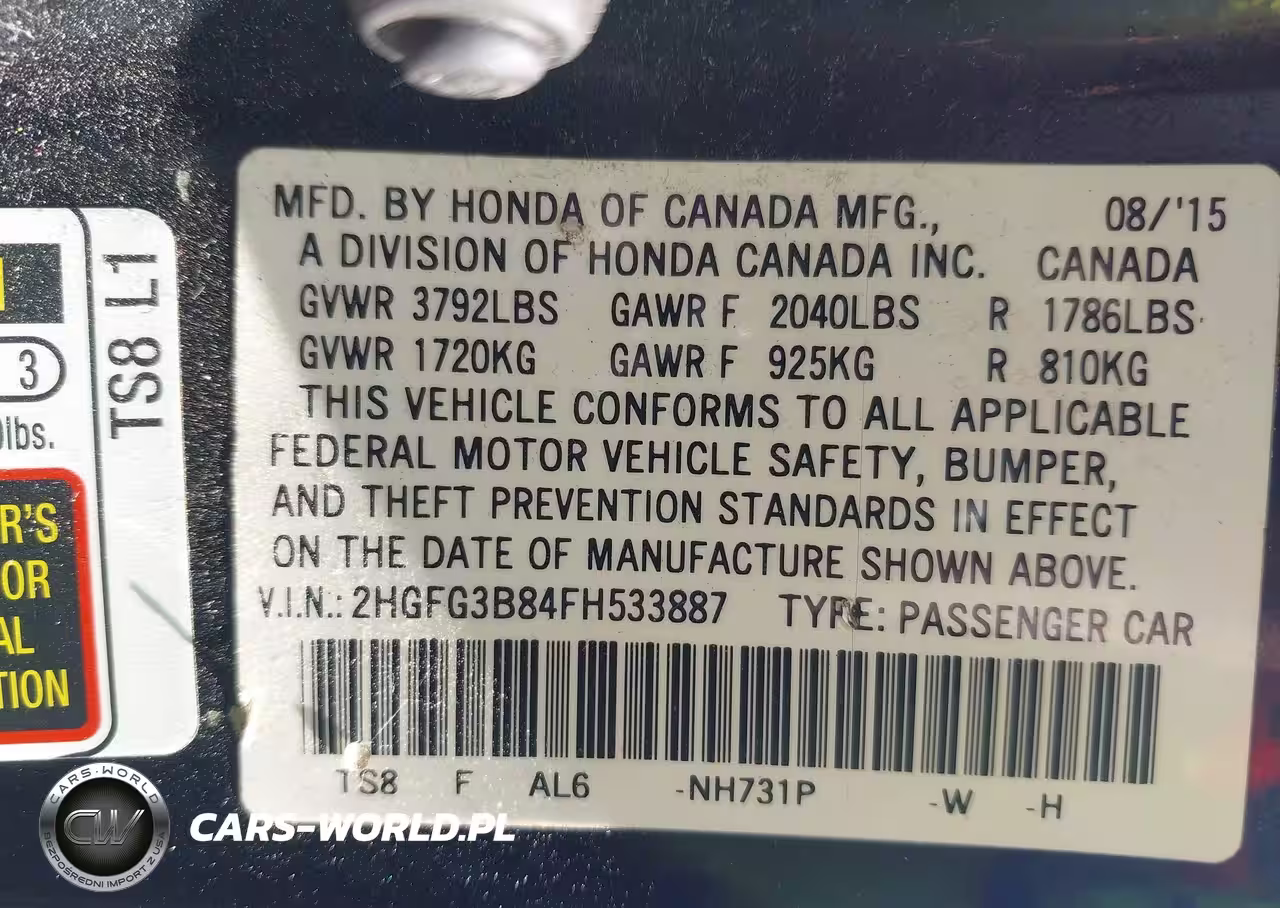 MFD. BY HONDA OF CANADA MFG., 08/'15
A DIVISION OF HONDA CANADA INC. CANADA
GVWR 3792LBS GAWR F 2040LBS R 1786LBS
GVWR 1720KG GAWR F 925KG R 810KG
THIS VEHICLE CONFORMS TO ALL APPLICABLE
FEDERAL MOTOR VEHICLE SAFETY, BUMPER,
AND THEFT PREVENTION STANDARDS IN EFFECT
ON THE DATE OF MANUFACTURE SHOWN ABOVE.
V.I.N.: 2HGFG3B84FH533887 TYPE: PASSENGER CAR
TS8 F AL6 -NH731P -W -H
TS8 L1
3
lbs.
R'S
OR
AL
TION
CARS-WORLD
CW
BEZPOŚREDNI IMPORT Z USA
CARS-WORLD.PL